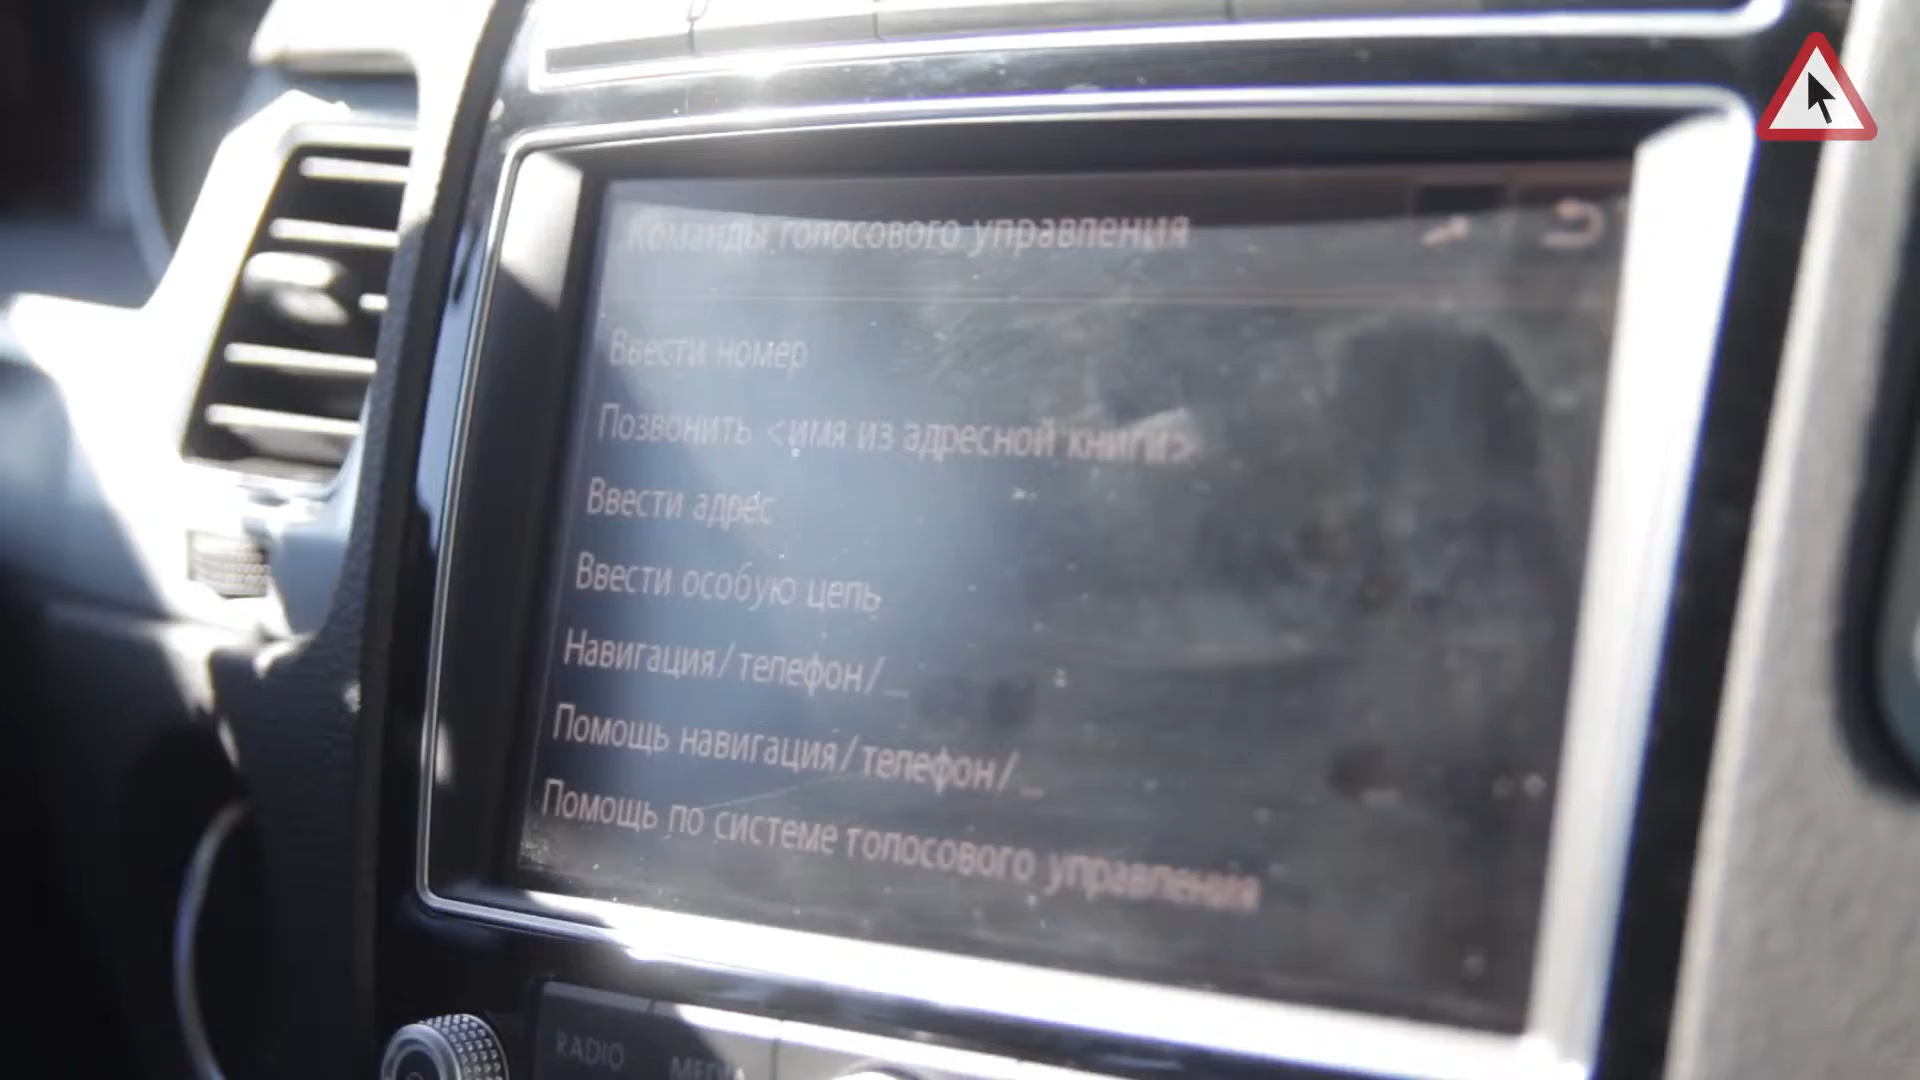 Команды голосового управления
Ввести номер
Позвонить <имя из адресной книги>
Ввести адрес
Ввести особую цель
Навигация/телефон/...
Помощь навигация/телефон/...
Помощь по системе голосового управления
RADIO
MEDIA